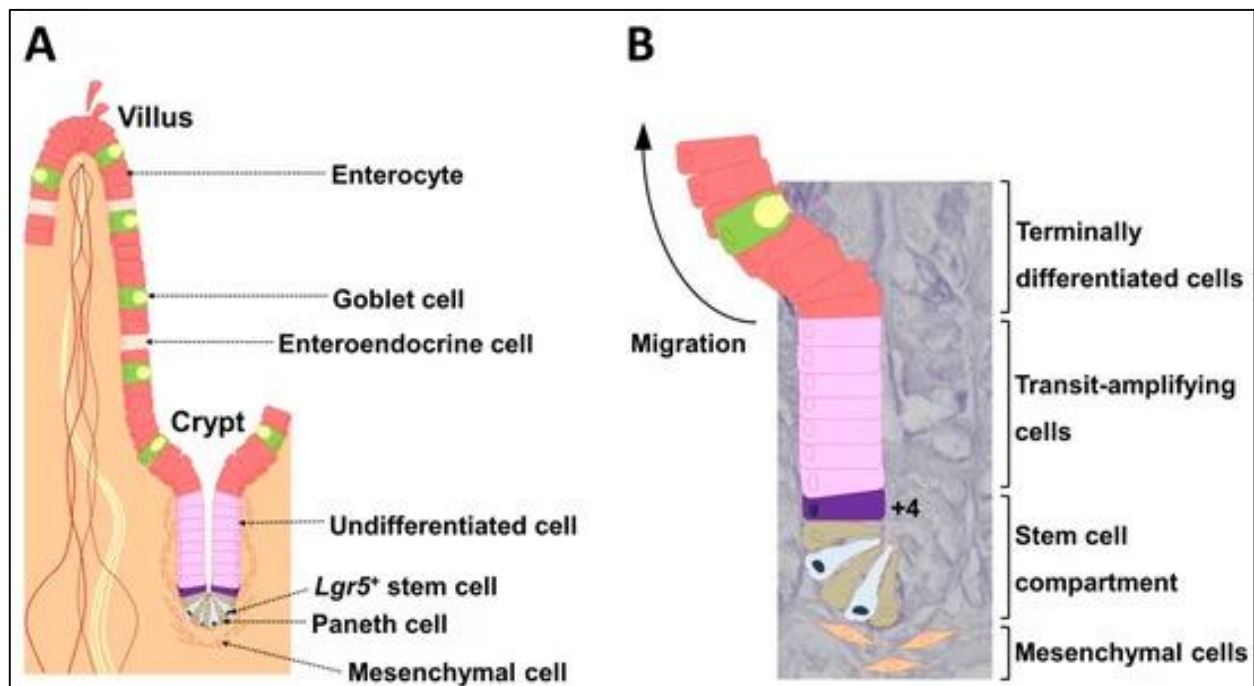 A
Villus
Enterocyte
Goblet cell
Enteroendocrine cell
Crypt
Undifferentiated cell
Lgr5⁺ stem cell
Paneth cell
Mesenchymal cell
B
Migration
+4
Terminally
differentiated cells
Transit-amplifying
cells
Stem cell
compartment
Mesenchymal cells